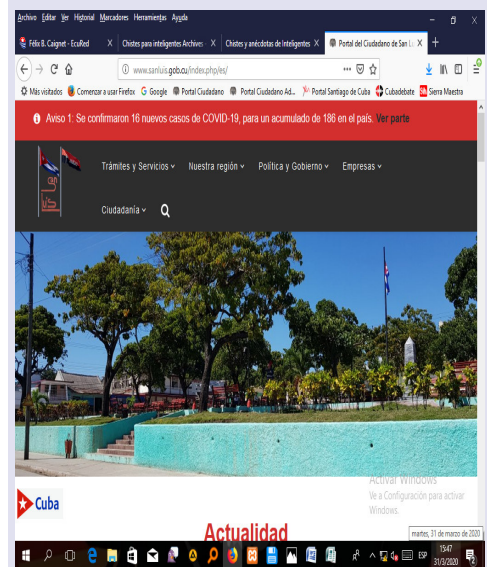 Archivo Editar Ver Historial Marcadores Herramientas Ayuda
Félix B. Caignet - EcuRed
Chistes para inteligentes Archives -
Chistes y anécdotas de Inteligentes
Portal del Ciudadano de San Lu
www.sanluis.gob.cu/index.php/es/
Más visitados Comenzar a usar Firefox Google Portal Ciudadano Portal Ciudadano Ad... Portal Santiago de Cuba Cubadebate Sierra Maestra
Aviso 1: Se confirmaron 16 nuevos casos de COVID-19, para un acumulado de 186 en el país. Ver parte
Trámites y Servicios Nuestra región Política y Gobierno Empresas
Ciudadanía
Cuba
Actualidad
Activar Windows
Ve a Configuración para activar
Windows.
martes, 31 de marzo de 2020
ESP
15:47
31/3/2020